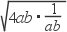 √(4ab · 1/(ab))